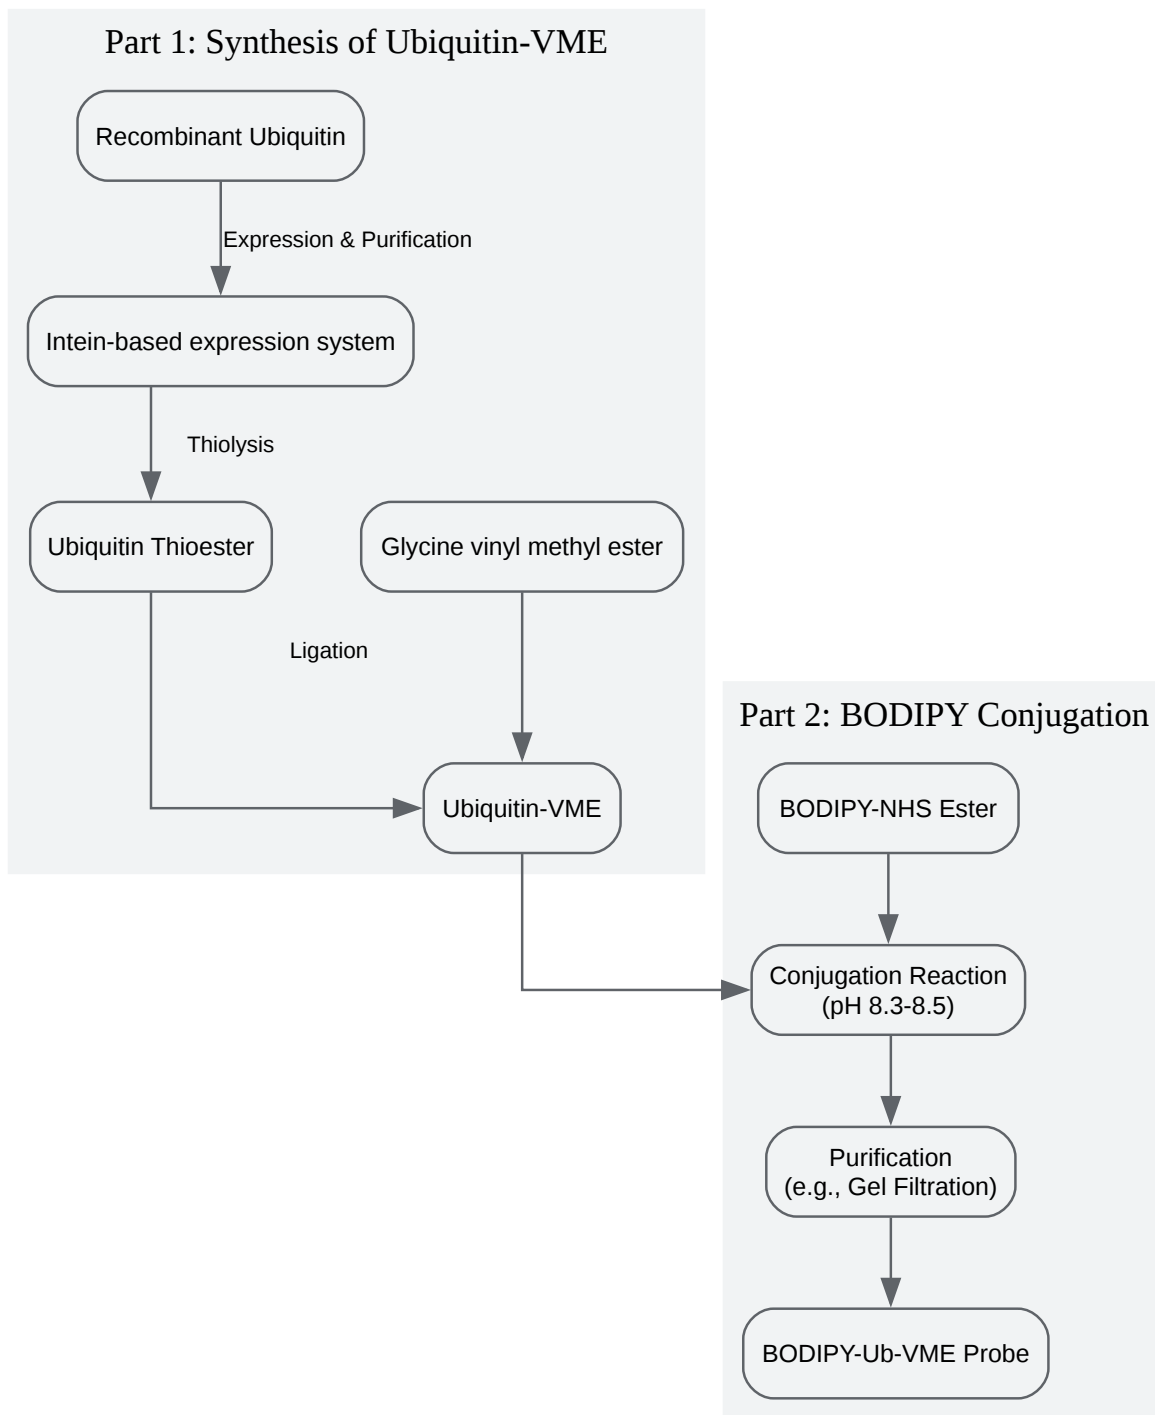 Part 1: Synthesis of Ubiquitin-VME
Recombinant Ubiquitin
Expression & Purification
Intein-based expression system
Thiolysis
Ubiquitin Thioester
Glycine vinyl methyl ester
Ligation
Ubiquitin-VME
Part 2: BODIPY Conjugation
BODIPY-NHS Ester
Conjugation Reaction
(pH 8.3-8.5)
Purification
(e.g., Gel Filtration)
BODIPY-Ub-VME Probe